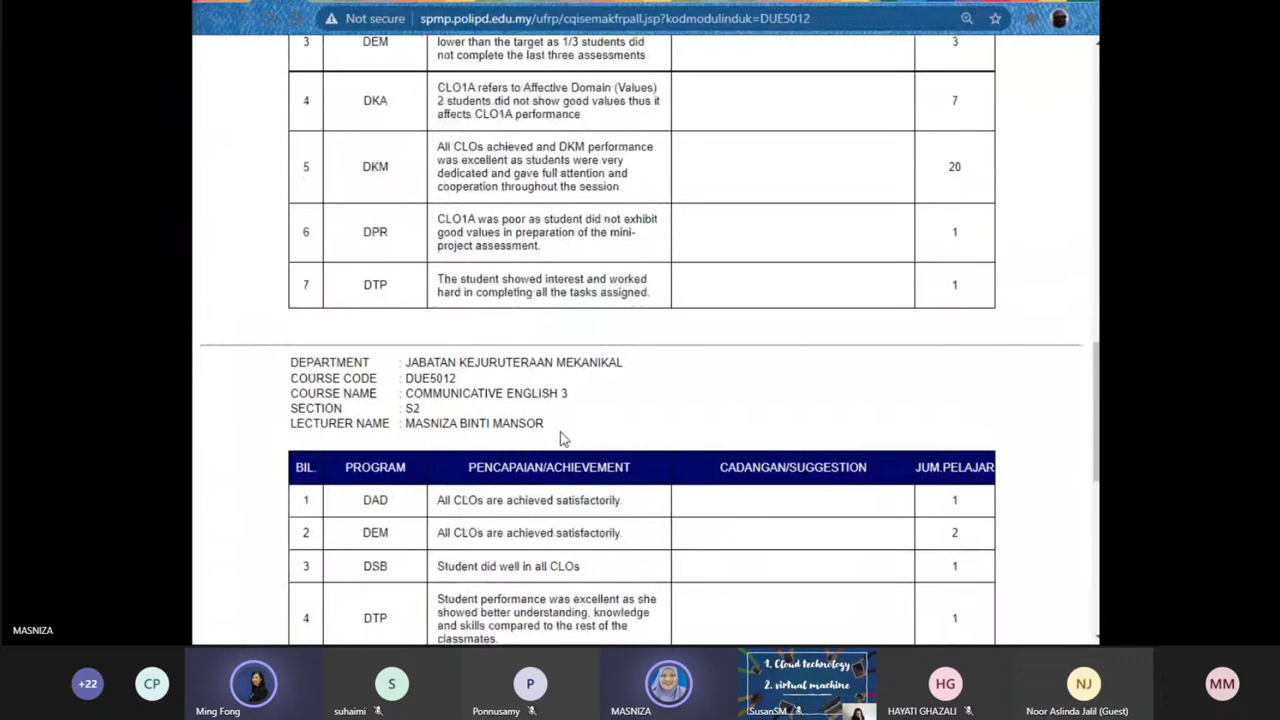 Not secure spmp.polipd.edu.my/ufrp/cqisemakfrpall.jsp?kodmodulinduk=DUE5012
3 DEM lower than the target as 1/3 students did 3
not complete the last three assessments.
4 DKA CLO1A refers to Affective Domain (Values) 7
2 students did not show good values thus it
affects CLO1A performance
5 DKM All CLOs achieved and DKM performance 20
was excellent as students were very
dedicated and gave full attention and
cooperation throughout the session.
6 DPR CLO1A was poor as student did not exhibit 1
good values in preparation of the mini-
project assessment.
7 DTP The student showed interest and worked 1
hard in completing all the tasks assigned.
DEPARTMENT : JABATAN KEJURUTERAAN MEKANIKAL
COURSE CODE : DUE5012
COURSE NAME : COMMUNICATIVE ENGLISH 3
SECTION : S2
LECTURER NAME : MASNIZA BINTI MANSOR
BIL. PROGRAM PENCAPAIAN/ACHIEVEMENT CADANGAN/SUGGESTION JUM.PELAJAR
1 DAD All CLOs are achieved satisfactorily. 1
2 DEM All CLOs are achieved satisfactorily. 2
3 DSB Student did well in all CLOs 1
4 DTP Student performance was excellent as she 1
showed better understanding, knowledge
and skills compared to the rest of the
classmates.
MASNIZA
1. Cloud technology
2. virtual machine
+22 CP S P HG NJ MM
Ming Fong suhaimi Ponnusamy MASNIZA ISusanSM HAYATI GHAZALI Noor Aslinda Jalil (Guest)